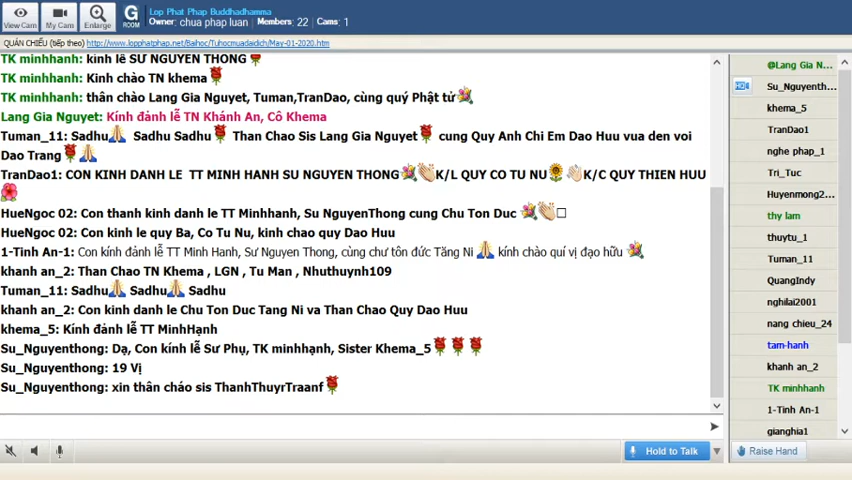 View Cam
My Cam
Enlarge
G
ROOM
Lop Phat Phap Buddhadhamma
Owner: chua phap luan  Members: 22  Cams: 1
QUÁN CHIẾU (tiếp theo) http://www.lopphatphap.net/Baihoc/Tuhocmuadaidich/May-01-2020.htm
TK minhhanh: kính lễ SƯ NGUYEN THONG🌹
TK minhhanh: Kinh chào TN khema🌹
TK minhhanh: thân chào Lang Gia Nguyet, Tuman,TranDao, cùng quý Phật tử💐
Lang Gia Nguyet: Kính đảnh lễ TN Khánh An, Cô Khema
Tuman_11: Sadhu🙏 Sadhu Sadhu🌹 Than Chao Sis Lang Gia Nguyet🌹 cung Quy Anh Chi Em Dao Huu vua den voi
Dao Trang🌹🙏
TranDao1: CON KINH DANH LE TT MINH HANH SU NGUYEN THONG💐👏K/L QUY CO TU NU🌻👏K/C QUY THIEN HUU
🌺
HueNgoc 02: Con thanh kinh danh le TT Minhhanh, Su NguyenThong cung Chu Ton Duc 💐👏□
HueNgoc 02: Con kinh le quy Ba, Co Tu Nu, kinh chao quy Dao Huu
1-Tinh An-1: Con kính đảnh lễ TT Minh Hanh, Sư Nguyen Thong, cùng chư tôn đức Tăng Ni 🙏 kính chào quí vị đạo hữu 💐
khanh an_2: Than Chao TN Khema , LGN , Tu Man , Nhuthuynh109
Tuman_11: Sadhu🙏 Sadhu🙏 Sadhu
khanh an_2: Con kinh danh le Chu Ton Duc Tang Ni va Than Chao Quy Dao Huu
khema_5: Kính đảnh lễ TT MinHạnh
Su_Nguyenthong: Dạ, Con kính lễ Sư Phụ, TK minhhạnh, Sister Khema_5🌹🌹🌹
Su_Nguyenthong: 19 Vị
Su_Nguyenthong: xin thân cháo sis ThanhThuyrTraanf🌹
@Lang Gia N...
Su_Nguyenth...
khema_5
TranDao1
nghe phap_1
Tri_Tuc
Huyenmong2...
thy lam
thuytu_1
Tuman_11
QuangIndy
nghilai2001
nang chieu_24
tam-hanh
khanh an_2
TK minhhanh
1-Tinh An-1
gianghia1
Hold to Talk
Raise Hand